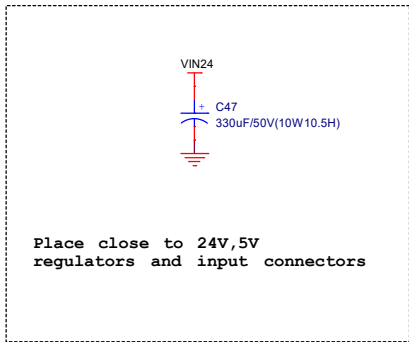 VIN24
+ C47
330uF/50V(10W10.5H)
Place close to 24V,5V
regulators and input connectors